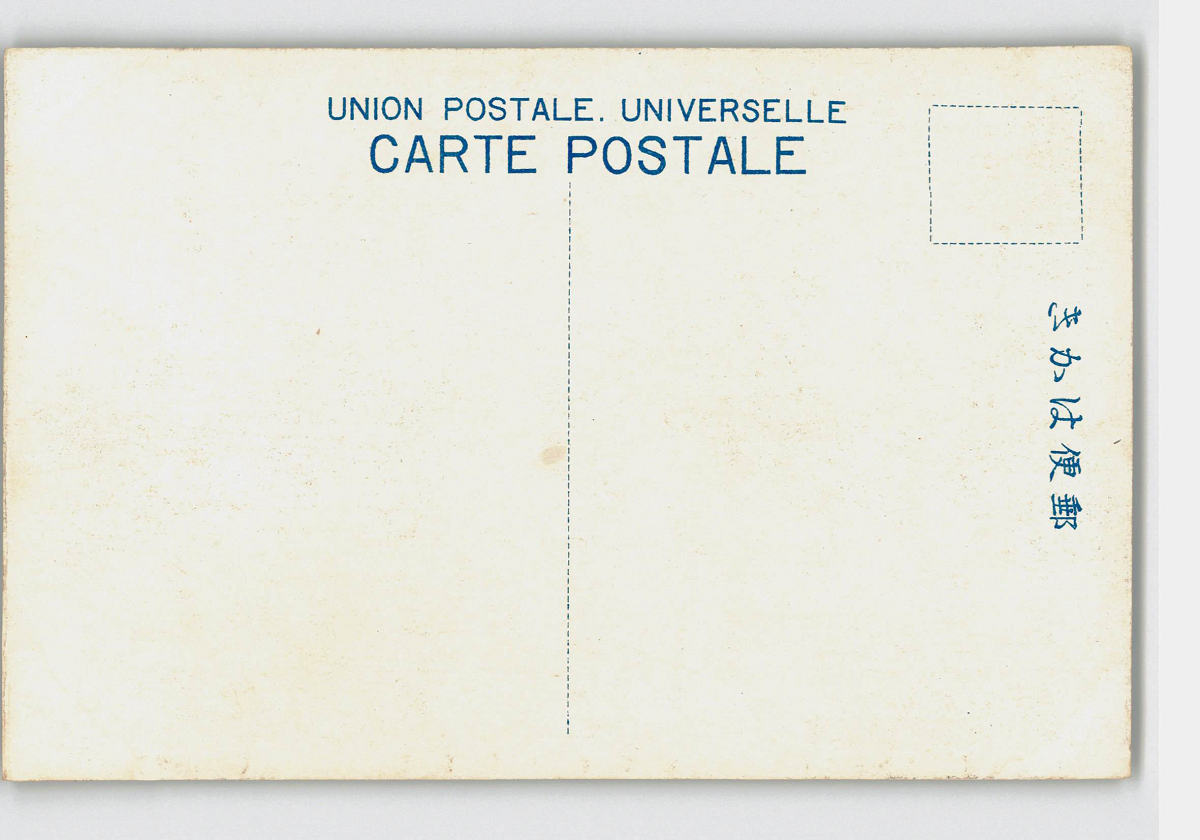 UNION POSTALE. UNIVERSELLE
CARTE POSTALE
郵便はかき